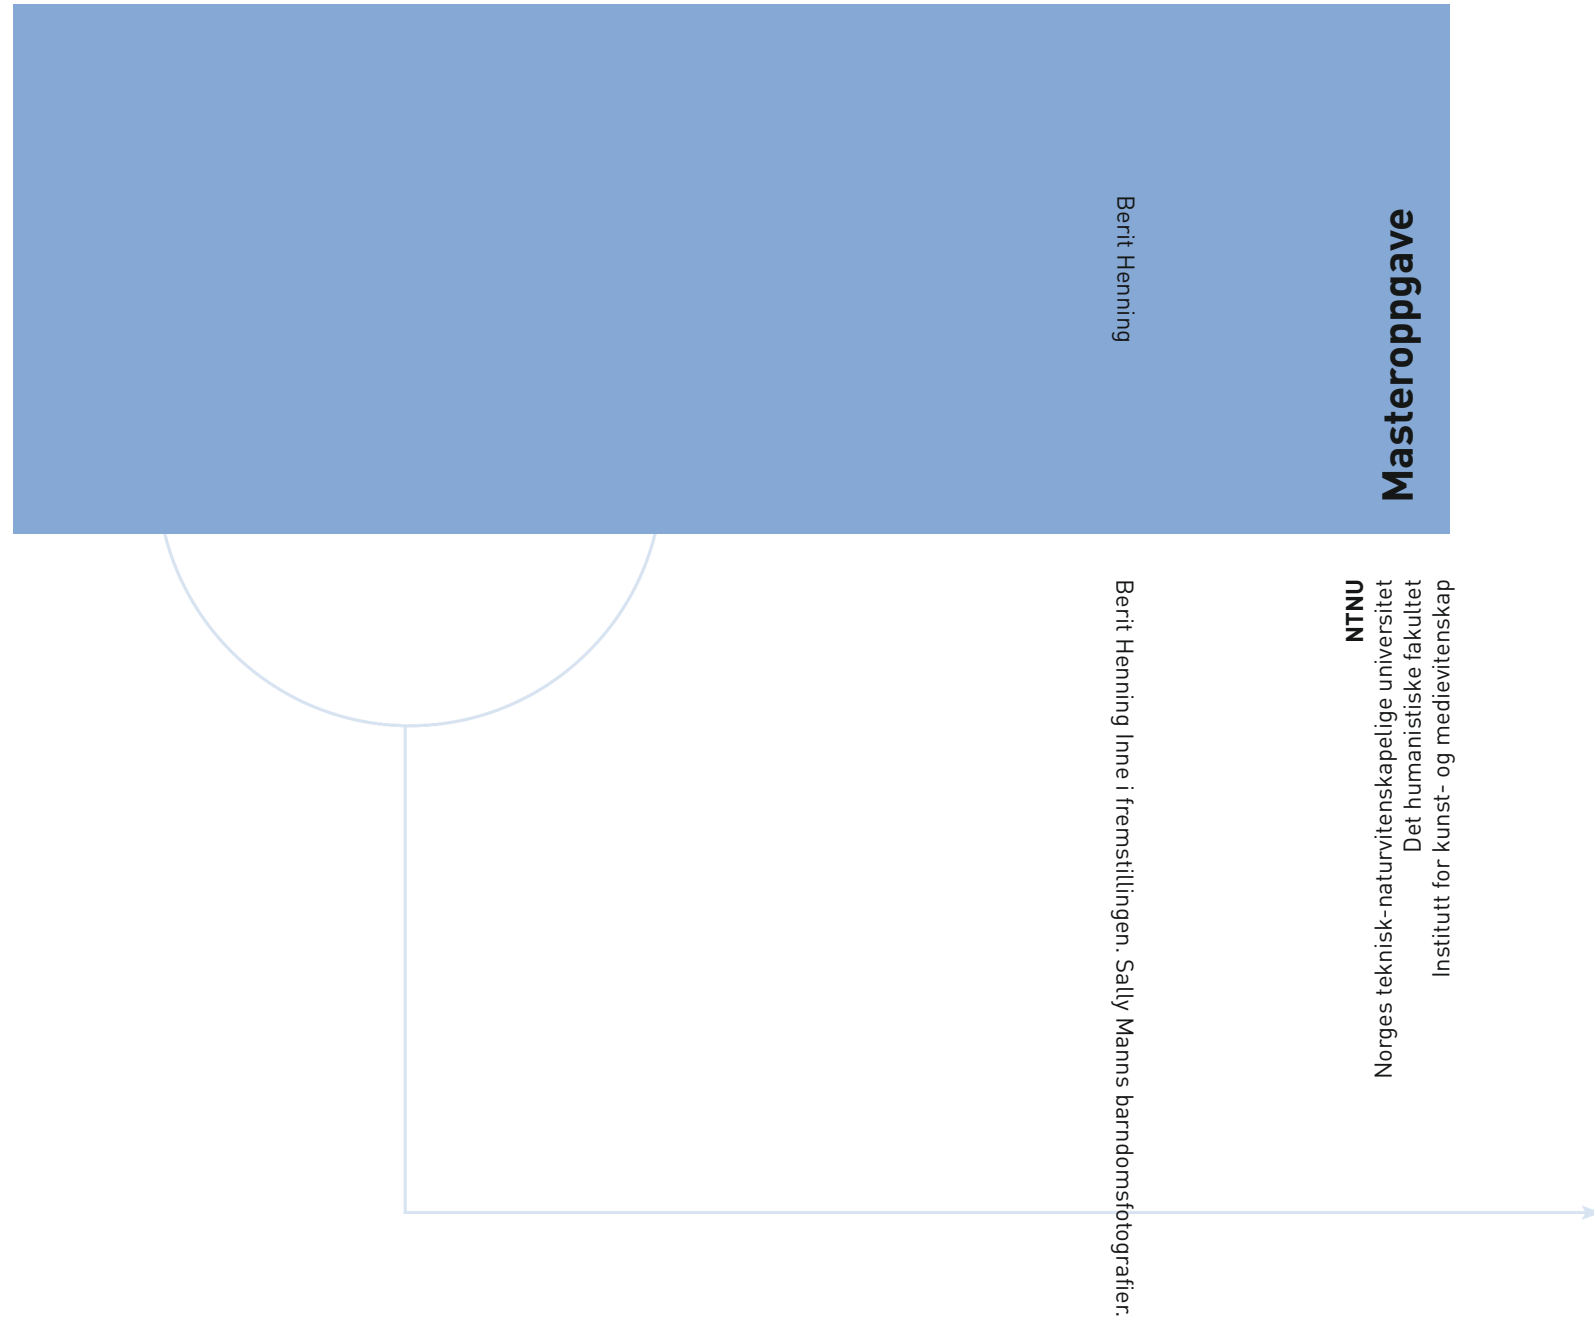 Berit Henning
Berit Henning Inne i fremstillingen. Sally Manns barndomsfotografier.
NTNU
Norges teknisk-naturvitenskapelige universitet
Det humanistiske fakultet
Institutt for kunst- og medievitenskap
Masteroppgave